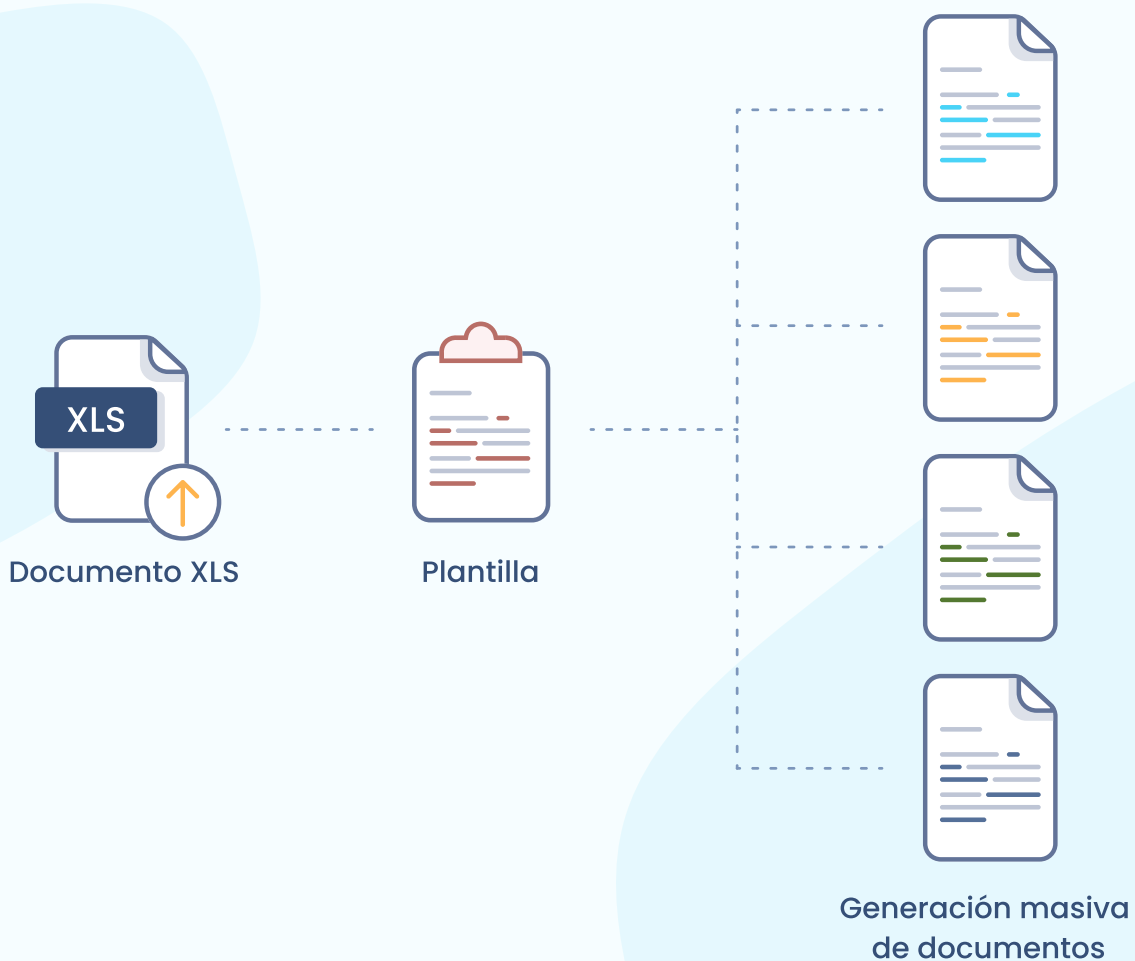 XLS
Documento XLS
Plantilla
Generación masiva
de documentos